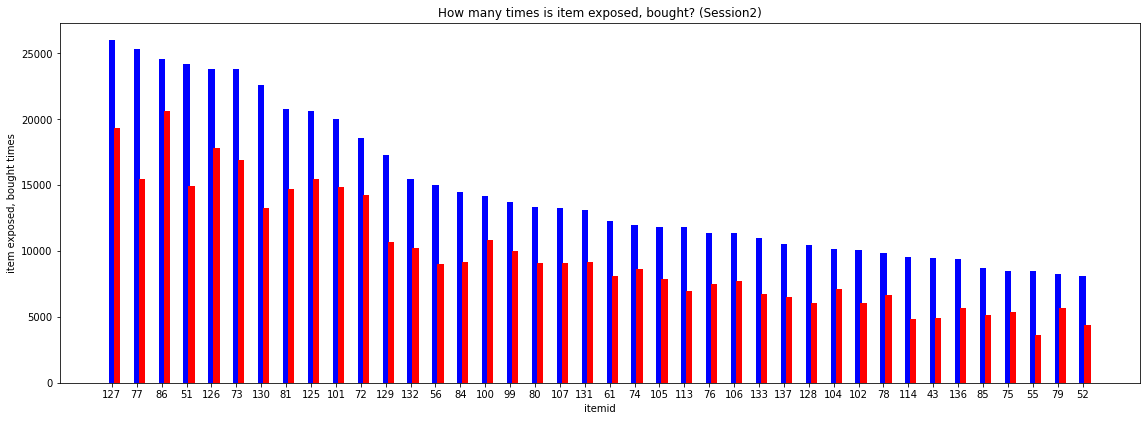 How many times is item exposed, bought? (Session2)
item exposed, bought times
25000
20000
15000
10000
5000
0
127 77 86 51 126 73 130 81 125 101 72 129 132 56 84 100 99 80 107 131 61 74 105 113 76 106 133 137 128 104 102 78 114 43 136 85 75 55 79 52
itemid